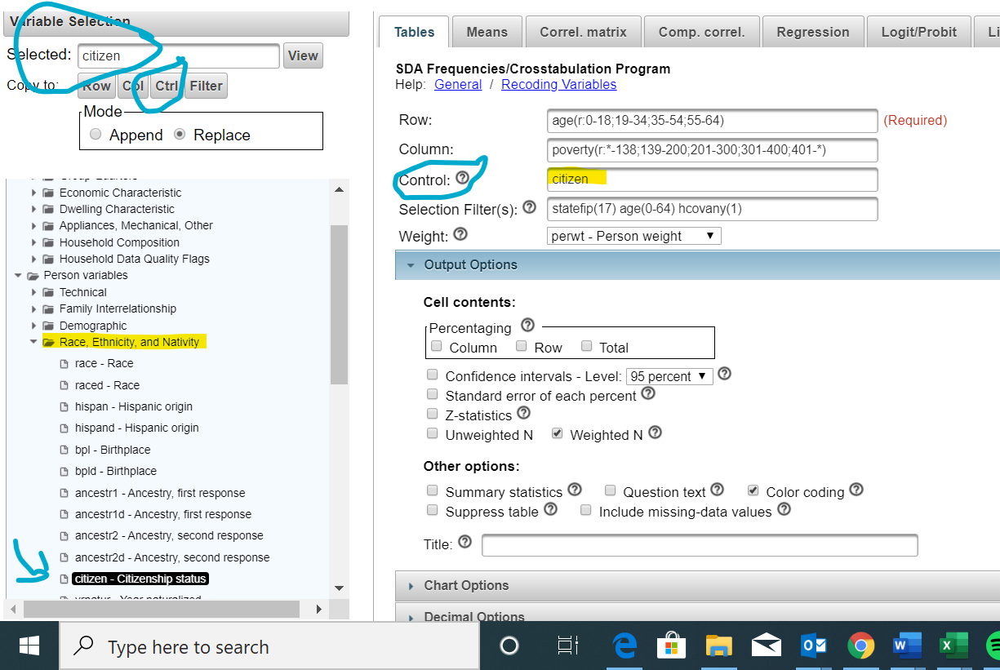 Variable Selection
Selected: citizen View
Copy to: Row Col Ctrl Filter
Mode
Append Replace
Economic Characteristic
Dwelling Characteristic
Appliances, Mechanical, Other
Household Composition
Household Data Quality Flags
Person variables
Technical
Family Interrelationship
Demographic
Race, Ethnicity, and Nativity
race - Race
raced - Race
hispan - Hispanic origin
hispand - Hispanic origin
bpl - Birthplace
bpld - Birthplace
ancestr1 - Ancestry, first response
ancestr1d - Ancestry, first response
ancestr2 - Ancestry, second response
ancestr2d - Ancestry, second response
citizen - Citizenship status
Tables Means Correl. matrix Comp. correl. Regression Logit/Probit Li
SDA Frequencies/Crosstabulation Program
Help: General / Recoding Variables
Row: age(r:0-18;19-34;35-54;55-64) (Required)
Column: poverty(r:*-138;139-200;201-300;301-400;401-*)
Control: ? citizen
Selection Filter(s): ? statefip(17) age(0-64) hcovany(1)
Weight: ? perwt - Person weight
Output Options
Cell contents:
Percentaging ?
Column Row Total
Confidence intervals - Level: 95 percent ?
Standard error of each percent ?
Z-statistics ?
Unweighted N Weighted N ?
Other options:
Summary statistics ? Question text ? Color coding ?
Suppress table ? Include missing-data values ?
Title: ?
Chart Options
Decimal Options
Type here to search